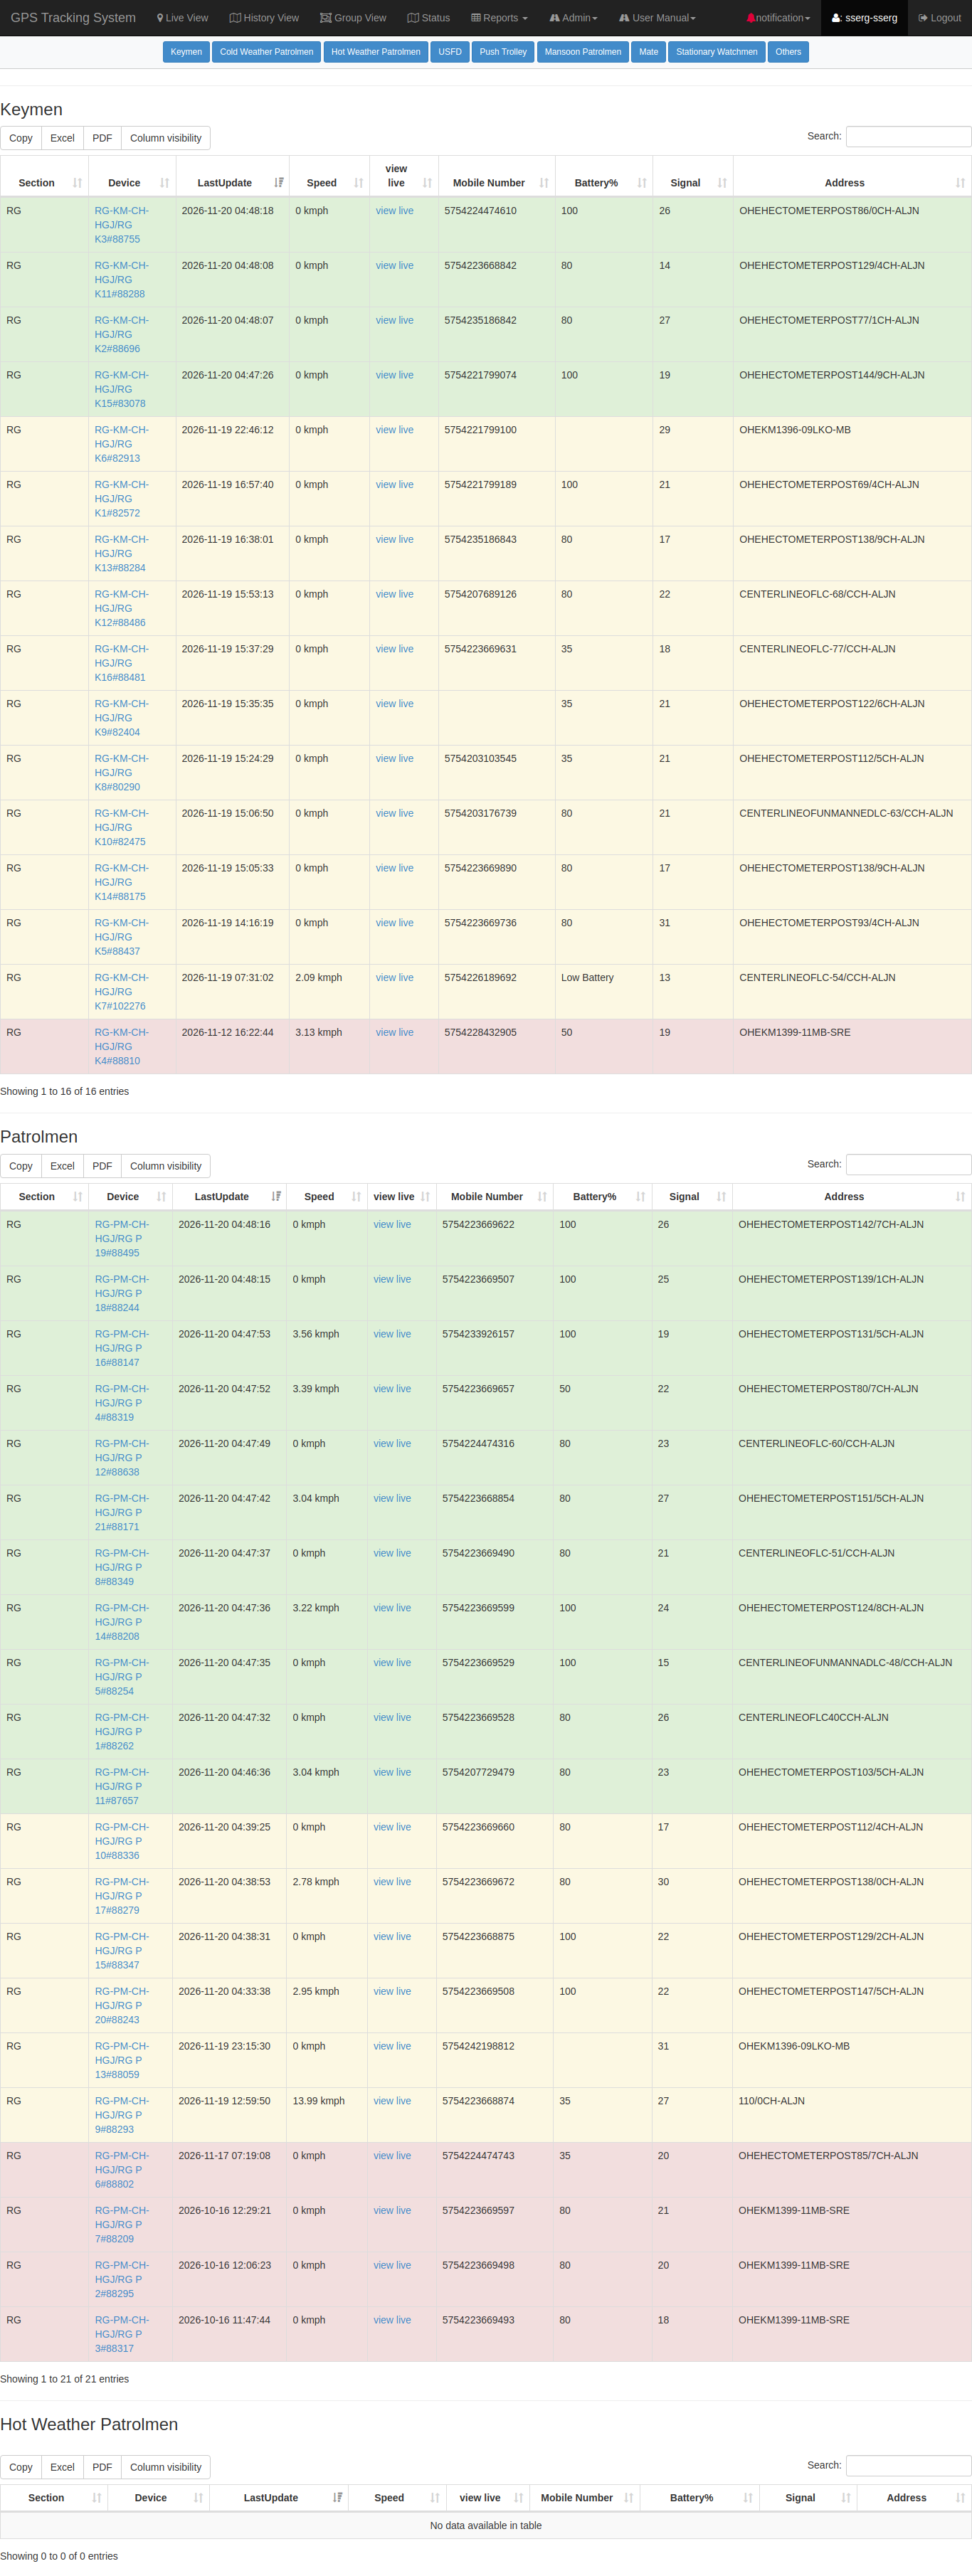 GPS Tracking System Live View History View Group View Status Reports Admin User Manual notification : sserg-sserg Logout
Keymen Cold Weather Patrolmen Hot Weather Patrolmen USFD Push Trolley Mansoon Patrolmen Mate Stationary Watchmen Others
Keymen
Copy Excel PDF Column visibility Search:
view
Section Device LastUpdate Speed live Mobile Number Battery% Signal Address
RG RG-KM-CH- 2026-11-20 04:48:18 0 kmph view live 5754224474610 100 26 OHEHECTOMETERPOST86/0CH-ALJN
HGJ/RG
K3#88755
RG RG-KM-CH- 2026-11-20 04:48:08 0 kmph view live 5754223668842 80 14 OHEHECTOMETERPOST129/4CH-ALJN
HGJ/RG
K11#88288
RG RG-KM-CH- 2026-11-20 04:48:07 0 kmph view live 5754235186842 80 27 OHEHECTOMETERPOST77/1CH-ALJN
HGJ/RG
K2#88696
RG RG-KM-CH- 2026-11-20 04:47:26 0 kmph view live 5754221799074 100 19 OHEHECTOMETERPOST144/9CH-ALJN
HGJ/RG
K15#83078
RG RG-KM-CH- 2026-11-19 22:46:12 0 kmph view live 5754221799100 29 OHEKM1396-09LKO-MB
HGJ/RG
K6#82913
RG RG-KM-CH- 2026-11-19 16:57:40 0 kmph view live 5754221799189 100 21 OHEHECTOMETERPOST69/4CH-ALJN
HGJ/RG
K1#82572
RG RG-KM-CH- 2026-11-19 16:38:01 0 kmph view live 5754235186843 80 17 OHEHECTOMETERPOST138/9CH-ALJN
HGJ/RG
K13#88284
RG RG-KM-CH- 2026-11-19 15:53:13 0 kmph view live 5754207689126 80 22 CENTERLINEOFLC-68/CCH-ALJN
HGJ/RG
K12#88486
RG RG-KM-CH- 2026-11-19 15:37:29 0 kmph view live 5754223669631 35 18 CENTERLINEOFLC-77/CCH-ALJN
HGJ/RG
K16#88481
RG RG-KM-CH- 2026-11-19 15:35:35 0 kmph view live 35 21 OHEHECTOMETERPOST122/6CH-ALJN
HGJ/RG
K9#82404
RG RG-KM-CH- 2026-11-19 15:24:29 0 kmph view live 5754203103545 35 21 OHEHECTOMETERPOST112/5CH-ALJN
HGJ/RG
K8#80290
RG RG-KM-CH- 2026-11-19 15:06:50 0 kmph view live 5754203176739 80 21 CENTERLINEOFUNMANNEDLC-63/CCH-ALJN
HGJ/RG
K10#82475
RG RG-KM-CH- 2026-11-19 15:05:33 0 kmph view live 5754223669890 80 17 OHEHECTOMETERPOST138/9CH-ALJN
HGJ/RG
K14#88175
RG RG-KM-CH- 2026-11-19 14:16:19 0 kmph view live 5754223669736 80 31 OHEHECTOMETERPOST93/4CH-ALJN
HGJ/RG
K5#88437
RG RG-KM-CH- 2026-11-19 07:31:02 2.09 kmph view live 5754226189692 Low Battery 13 CENTERLINEOFLC-54/CCH-ALJN
HGJ/RG
K7#102276
RG RG-KM-CH- 2026-11-12 16:22:44 3.13 kmph view live 5754228432905 50 19 OHEKM1399-11MB-SRE
HGJ/RG
K4#88810
Showing 1 to 16 of 16 entries
Patrolmen
Copy Excel PDF Column visibility Search:
Section Device LastUpdate Speed view live Mobile Number Battery% Signal Address
RG RG-PM-CH- 2026-11-20 04:48:16 0 kmph view live 5754223669622 100 26 OHEHECTOMETERPOST142/7CH-ALJN
HGJ/RG P
19#88495
RG RG-PM-CH- 2026-11-20 04:48:15 0 kmph view live 5754223669507 100 25 OHEHECTOMETERPOST139/1CH-ALJN
HGJ/RG P
18#88244
RG RG-PM-CH- 2026-11-20 04:47:53 3.56 kmph view live 5754233926157 100 19 OHEHECTOMETERPOST131/5CH-ALJN
HGJ/RG P
16#88147
RG RG-PM-CH- 2026-11-20 04:47:52 3.39 kmph view live 5754223669657 50 22 OHEHECTOMETERPOST80/7CH-ALJN
HGJ/RG P
4#88319
RG RG-PM-CH- 2026-11-20 04:47:49 0 kmph view live 5754224474316 80 23 CENTERLINEOFLC-60/CCH-ALJN
HGJ/RG P
12#88638
RG RG-PM-CH- 2026-11-20 04:47:42 3.04 kmph view live 5754223668854 80 27 OHEHECTOMETERPOST151/5CH-ALJN
HGJ/RG P
21#88171
RG RG-PM-CH- 2026-11-20 04:47:37 0 kmph view live 5754223669490 80 21 CENTERLINEOFLC-51/CCH-ALJN
HGJ/RG P
8#88349
RG RG-PM-CH- 2026-11-20 04:47:36 3.22 kmph view live 5754223669599 100 24 OHEHECTOMETERPOST124/8CH-ALJN
HGJ/RG P
14#88208
RG RG-PM-CH- 2026-11-20 04:47:35 0 kmph view live 5754223669529 100 15 CENTERLINEOFUNMANNADLC-48/CCH-ALJN
HGJ/RG P
5#88254
RG RG-PM-CH- 2026-11-20 04:47:32 0 kmph view live 5754223669528 80 26 CENTERLINEOFLC40CCH-ALJN
HGJ/RG P
1#88262
RG RG-PM-CH- 2026-11-20 04:46:36 3.04 kmph view live 5754207729479 80 23 OHEHECTOMETERPOST103/5CH-ALJN
HGJ/RG P
11#87657
RG RG-PM-CH- 2026-11-20 04:39:25 0 kmph view live 5754223669660 80 17 OHEHECTOMETERPOST112/4CH-ALJN
HGJ/RG P
10#88336
RG RG-PM-CH- 2026-11-20 04:38:53 2.78 kmph view live 5754223669672 80 30 OHEHECTOMETERPOST138/0CH-ALJN
HGJ/RG P
17#88279
RG RG-PM-CH- 2026-11-20 04:38:31 0 kmph view live 5754223668875 100 22 OHEHECTOMETERPOST129/2CH-ALJN
HGJ/RG P
15#88347
RG RG-PM-CH- 2026-11-20 04:33:38 2.95 kmph view live 5754223669508 100 22 OHEHECTOMETERPOST147/5CH-ALJN
HGJ/RG P
20#88243
RG RG-PM-CH- 2026-11-19 23:15:30 0 kmph view live 5754242198812 31 OHEKM1396-09LKO-MB
HGJ/RG P
13#88059
RG RG-PM-CH- 2026-11-19 12:59:50 13.99 kmph view live 5754223668874 35 27 110/0CH-ALJN
HGJ/RG P
9#88293
RG RG-PM-CH- 2026-11-17 07:19:08 0 kmph view live 5754224474743 35 20 OHEHECTOMETERPOST85/7CH-ALJN
HGJ/RG P
6#88802
RG RG-PM-CH- 2026-10-16 12:29:21 0 kmph view live 5754223669597 80 21 OHEKM1399-11MB-SRE
HGJ/RG P
7#88209
RG RG-PM-CH- 2026-10-16 12:06:23 0 kmph view live 5754223669498 80 20 OHEKM1399-11MB-SRE
HGJ/RG P
2#88295
RG RG-PM-CH- 2026-10-16 11:47:44 0 kmph view live 5754223669493 80 18 OHEKM1399-11MB-SRE
HGJ/RG P
3#88317
Showing 1 to 21 of 21 entries
Hot Weather Patrolmen
Copy Excel PDF Column visibility Search:
Section Device LastUpdate Speed view live Mobile Number Battery% Signal Address
No data available in table
Showing 0 to 0 of 0 entries